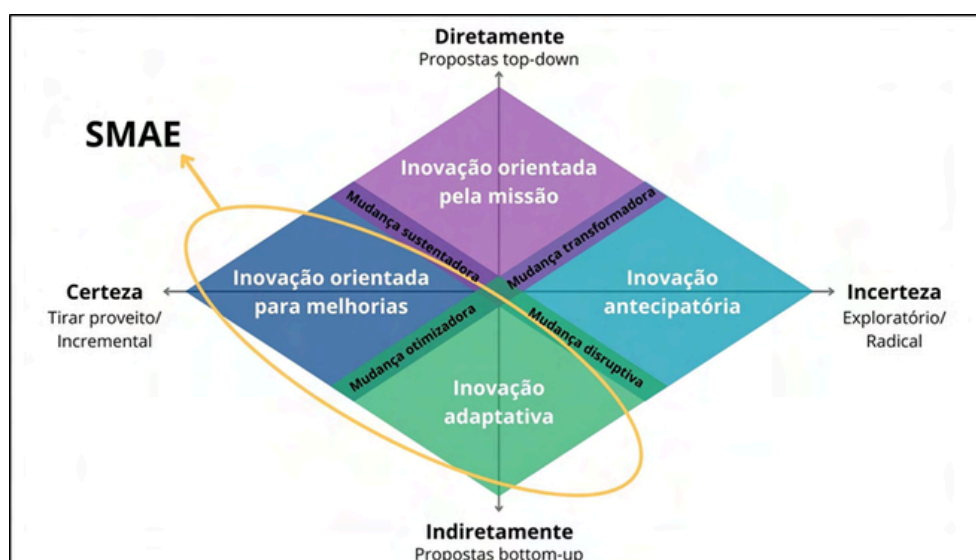 Diretamente
Propostas top-down
SMAE
Inovação orientada
pela missão
Mudança sustentadora
Mudança transformadora
Certeza
Tirar proveito/
Incremental
Inovação orientada
para melhorias
Inovação
antecipatória
Incerteza
Exploratório/
Radical
Mudança otimizadora
Mudança disruptiva
Inovação
adaptativa
Indiretamente
Propostas bottom-up